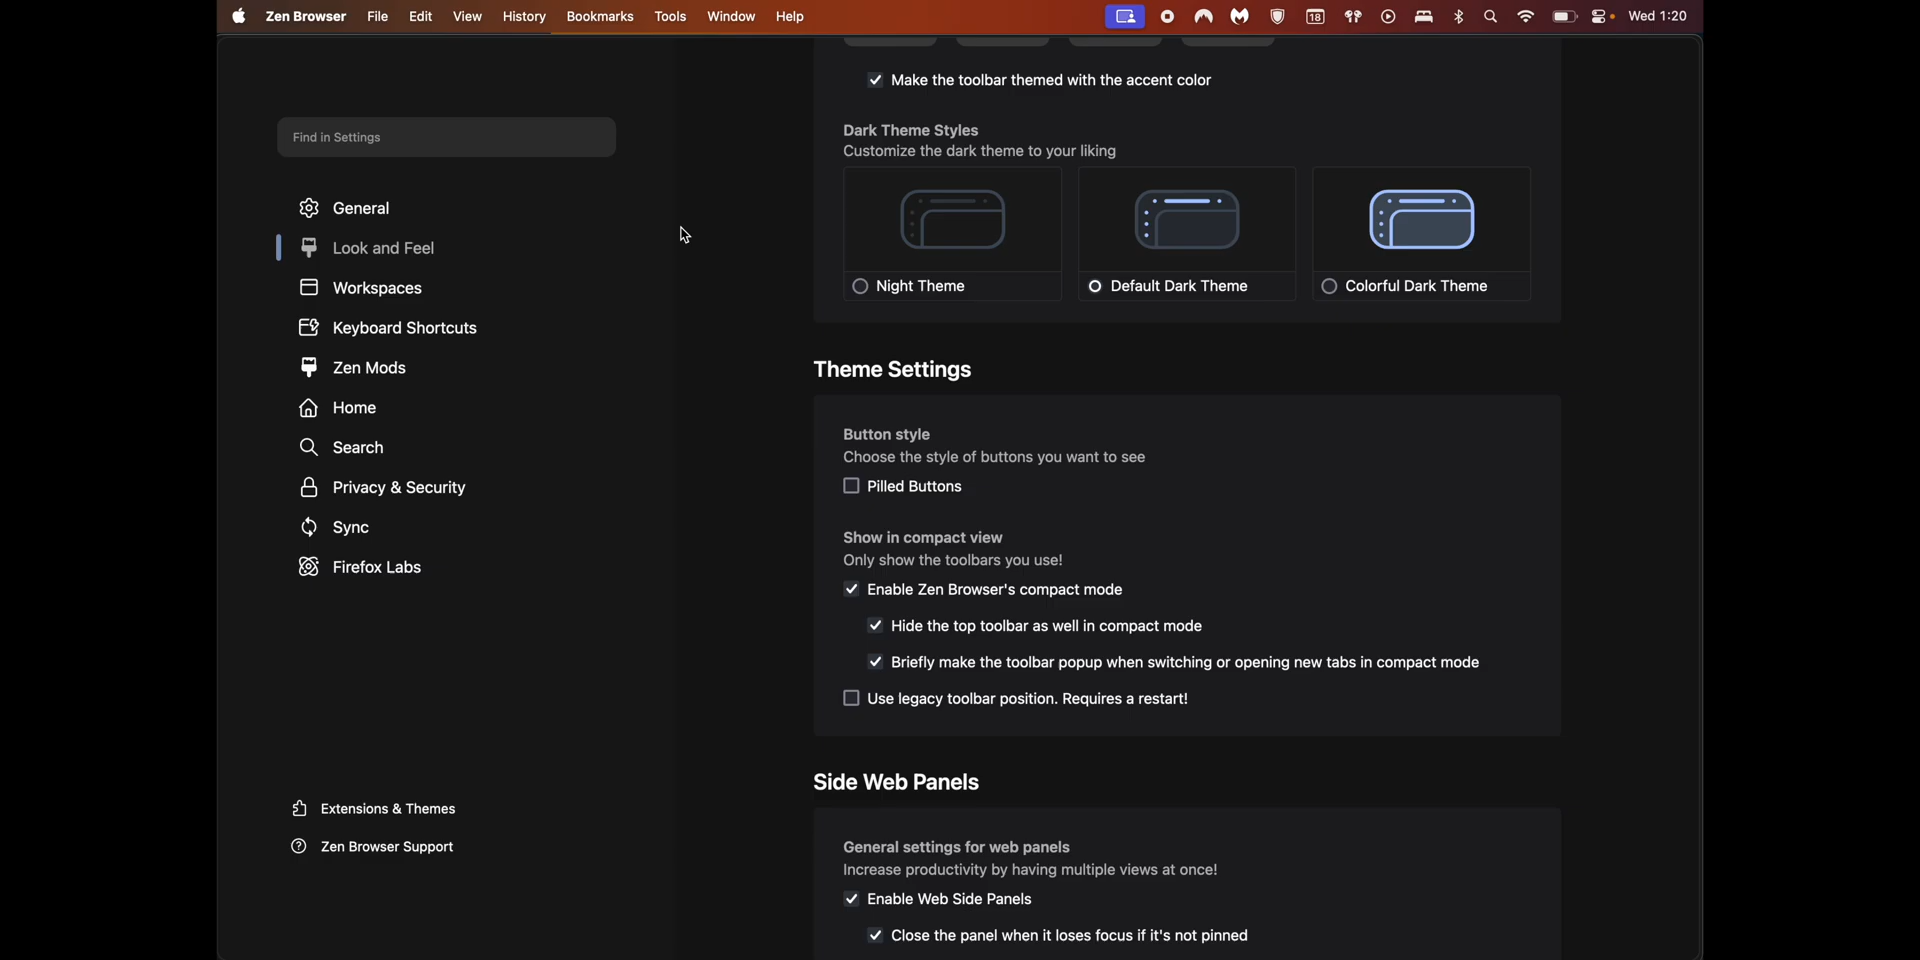 Zen Browser File Edit View History Bookmarks Tools Window Help 18 Wed 1:20
Find in Settings
General
Look and Feel
Workspaces
Keyboard Shortcuts
Zen Mods
Home
Search
Privacy & Security
Sync
Firefox Labs
Extensions & Themes
Zen Browser Support
Make the toolbar themed with the accent color
Dark Theme Styles
Customize the dark theme to your liking
Night Theme
Default Dark Theme
Colorful Dark Theme
Theme Settings
Button style
Choose the style of buttons you want to see
Pilled Buttons
Show in compact view
Only show the toolbars you use!
Enable Zen Browser's compact mode
Hide the top toolbar as well in compact mode
Briefly make the toolbar popup when switching or opening new tabs in compact mode
Use legacy toolbar position. Requires a restart!
Side Web Panels
General settings for web panels
Increase productivity by having multiple views at once!
Enable Web Side Panels
Close the panel when it loses focus if it's not pinned